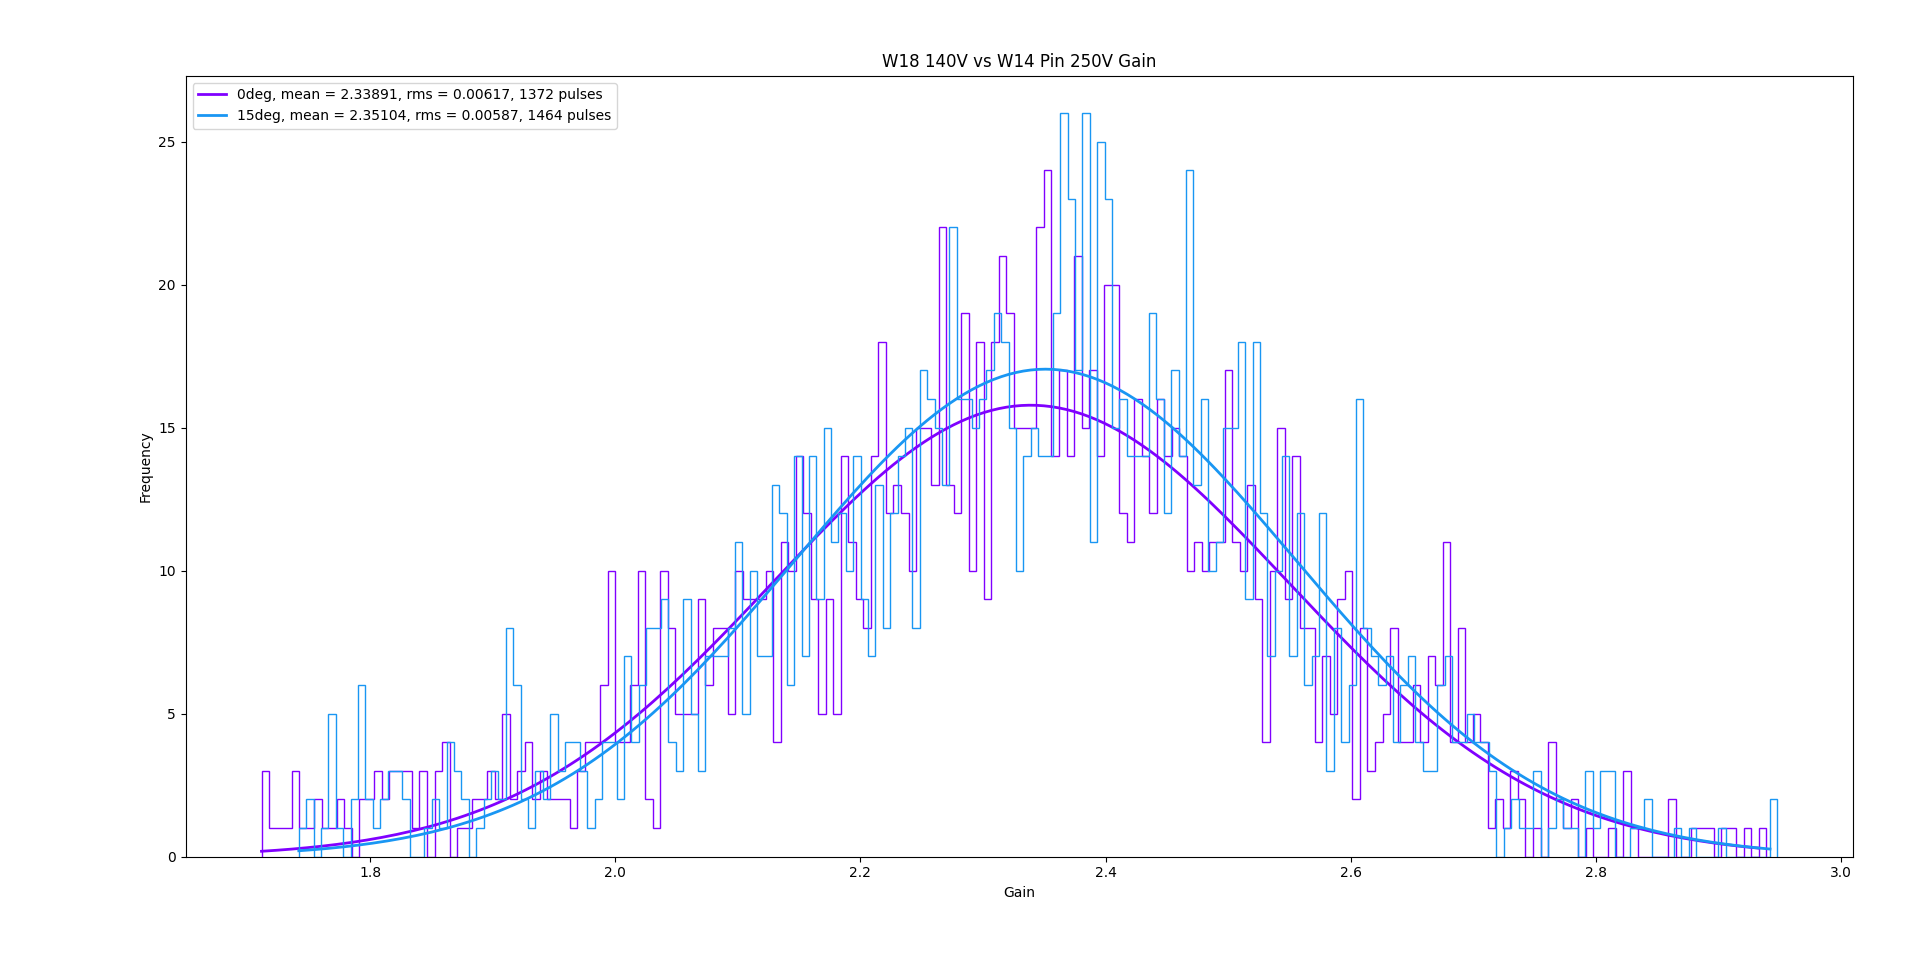 W18 140V vs W14 Pin 250V Gain
0deg, mean = 2.33891, rms = 0.00617, 1372 pulses
15deg, mean = 2.35104, rms = 0.00587, 1464 pulses
25
20
15
10
5
0
Frequency
1.8 2.0 2.2 2.4 2.6 2.8 3.0
Gain